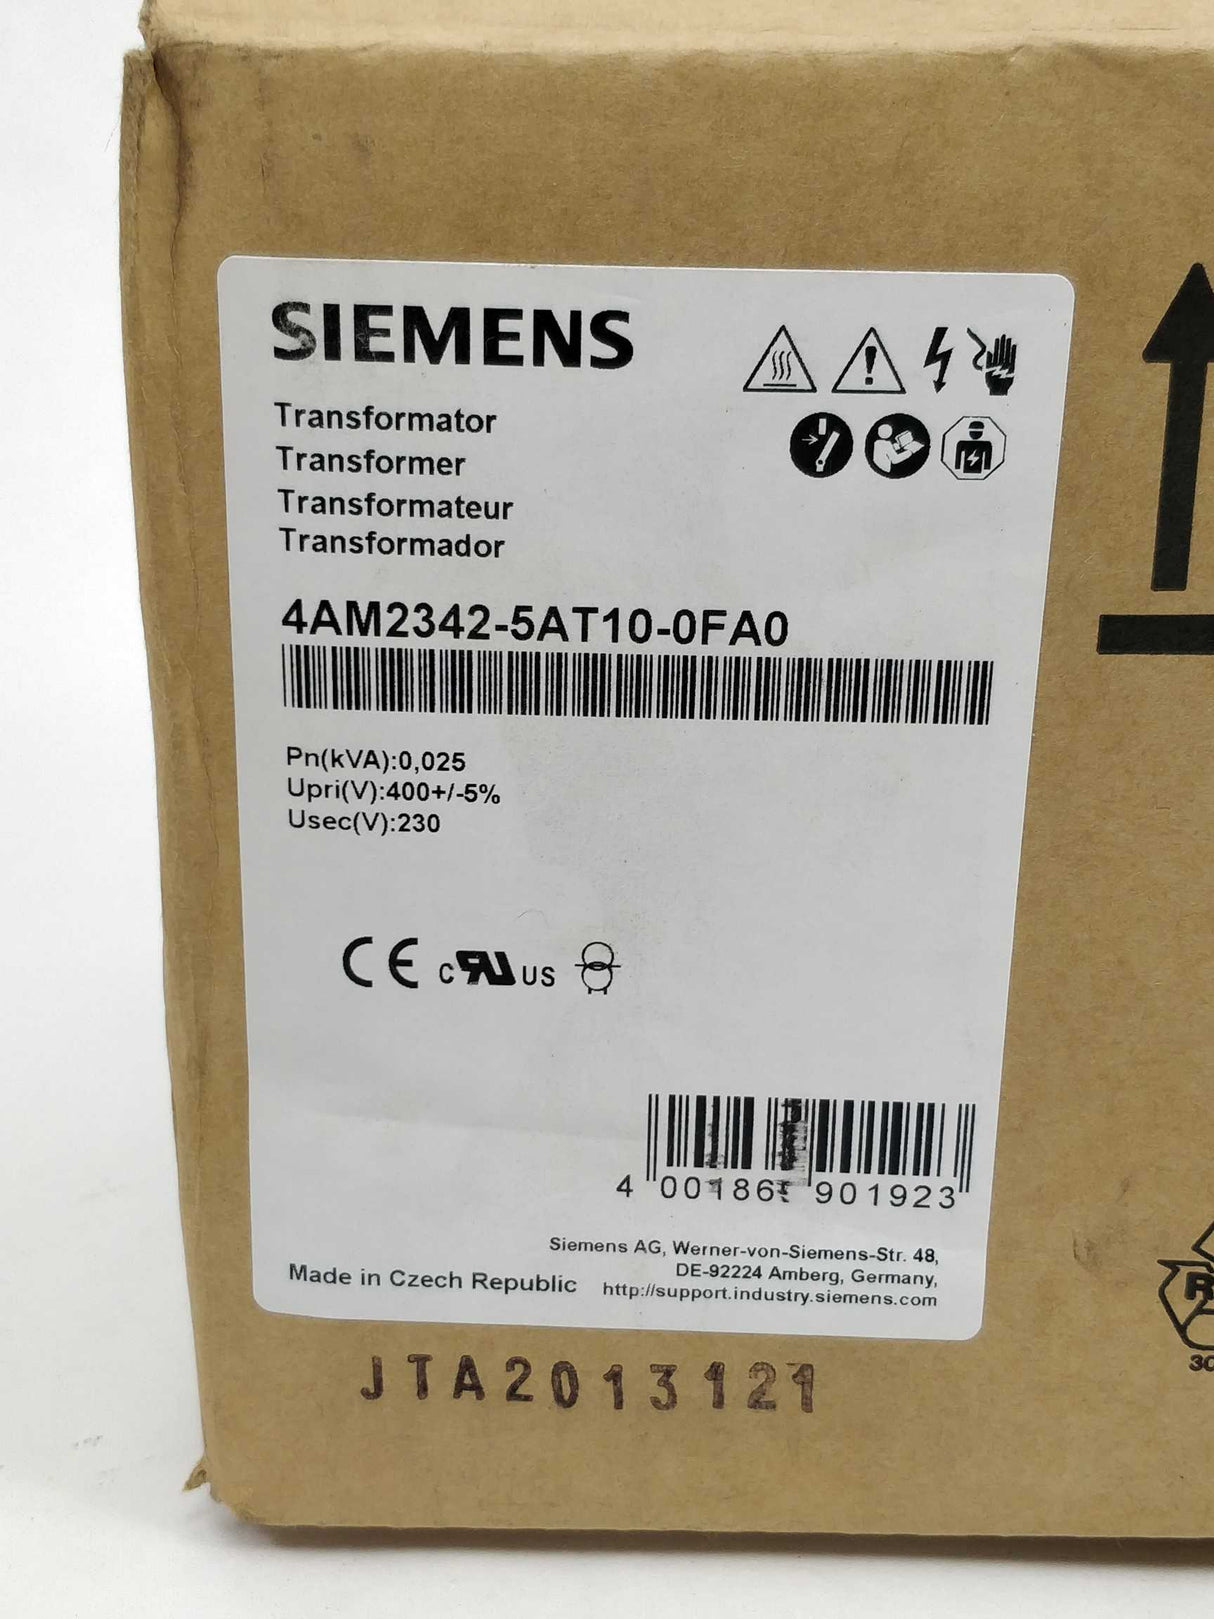 SIEMENS
Transformator
Transformer
Transformateur
Transformador
4AM2342-5AT10-0FA0
Pn(kVA):0,025
Upri(V):400+/-5%
Usec(V):230
CE cRUus
901923
Siemens AG, Werner-von-Siemens-Str. 48,
DE-92224 Amberg, Germany,
Made in Czech Republic http://support.industry.siemens.com
JTA2013121